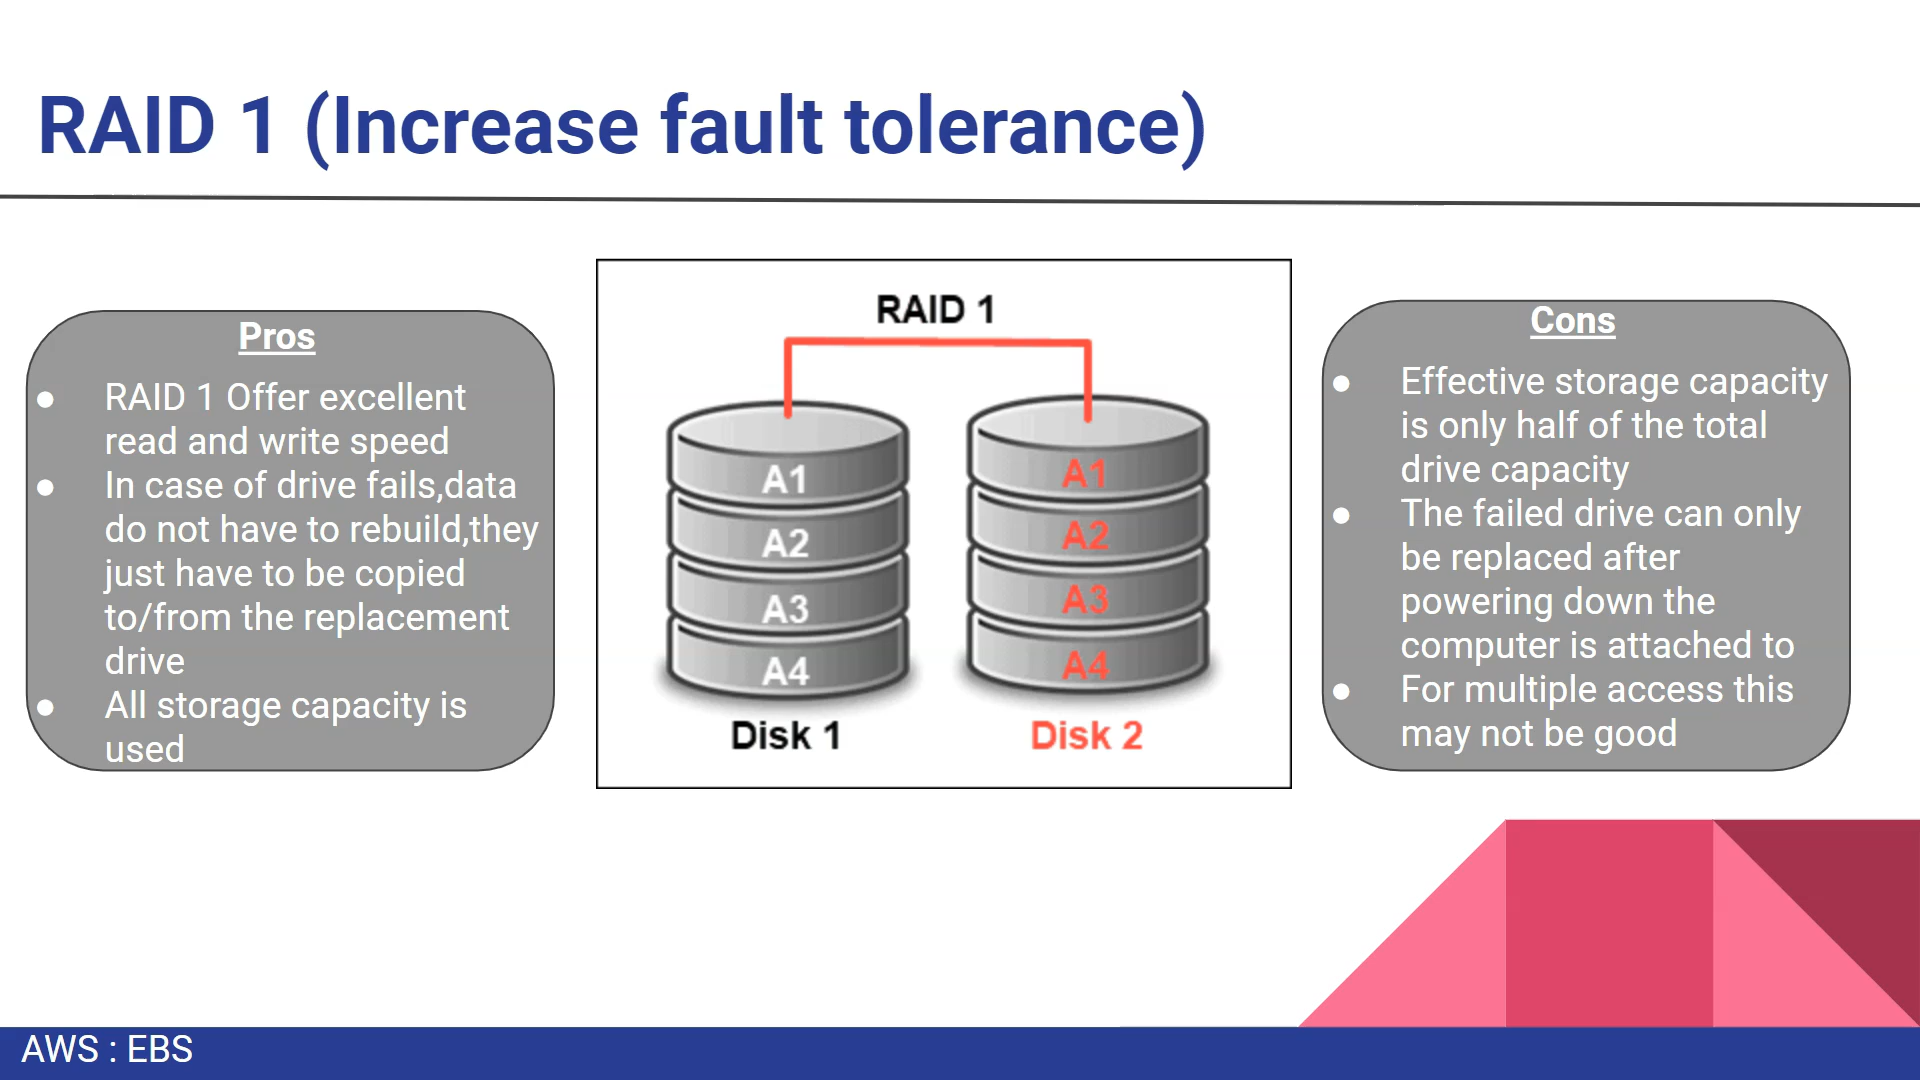 RAID 1 (Increase fault tolerance)
Pros
● RAID 1 Offer excellent
read and write speed
● In case of drive fails,data
do not have to rebuild,they
just have to be copied
to/from the replacement
drive
● All storage capacity is
used
RAID 1
A1
A2
A3
A4
Disk 1
A1
A2
A3
A4
Disk 2
Cons
● Effective storage capacity
is only half of the total
drive capacity
● The failed drive can only
be replaced after
powering down the
computer is attached to
● For multiple access this
may not be good
AWS : EBS